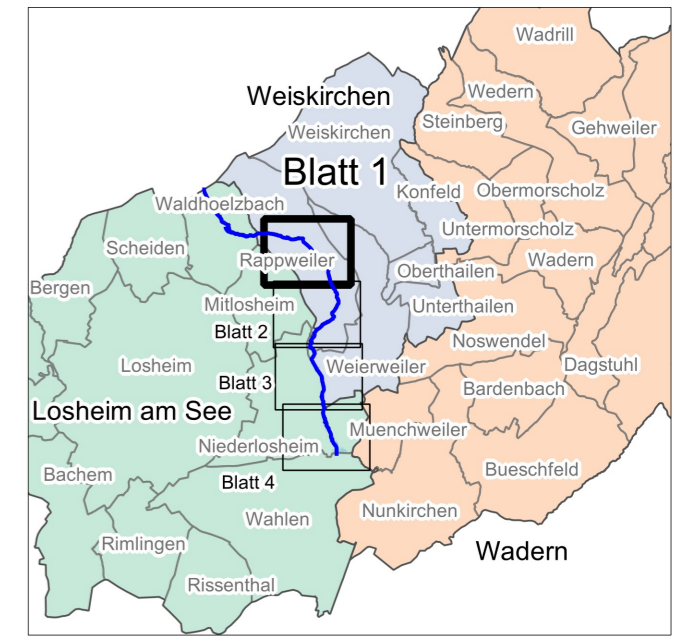 Wadrill
Weiskirchen
Wedern
Steinberg
Gehweiler
Weiskirchen
Blatt 1
Konfeld
Obermorscholz
Waldhoelzbach
Untermorscholz
Scheiden
Rappweiler
Wadern
Oberthailen
Bergen
Mitlosheim
Unterthailen
Blatt 2
Noswendel
Losheim
Weierweiler
Dagstuhl
Blatt 3
Bardenbach
Losheim am See
Muenchweiler
Niederlosheim
Bachem
Bueschfeld
Blatt 4
Nunkirchen
Wahlen
Rimlingen
Wadern
Rissenthal